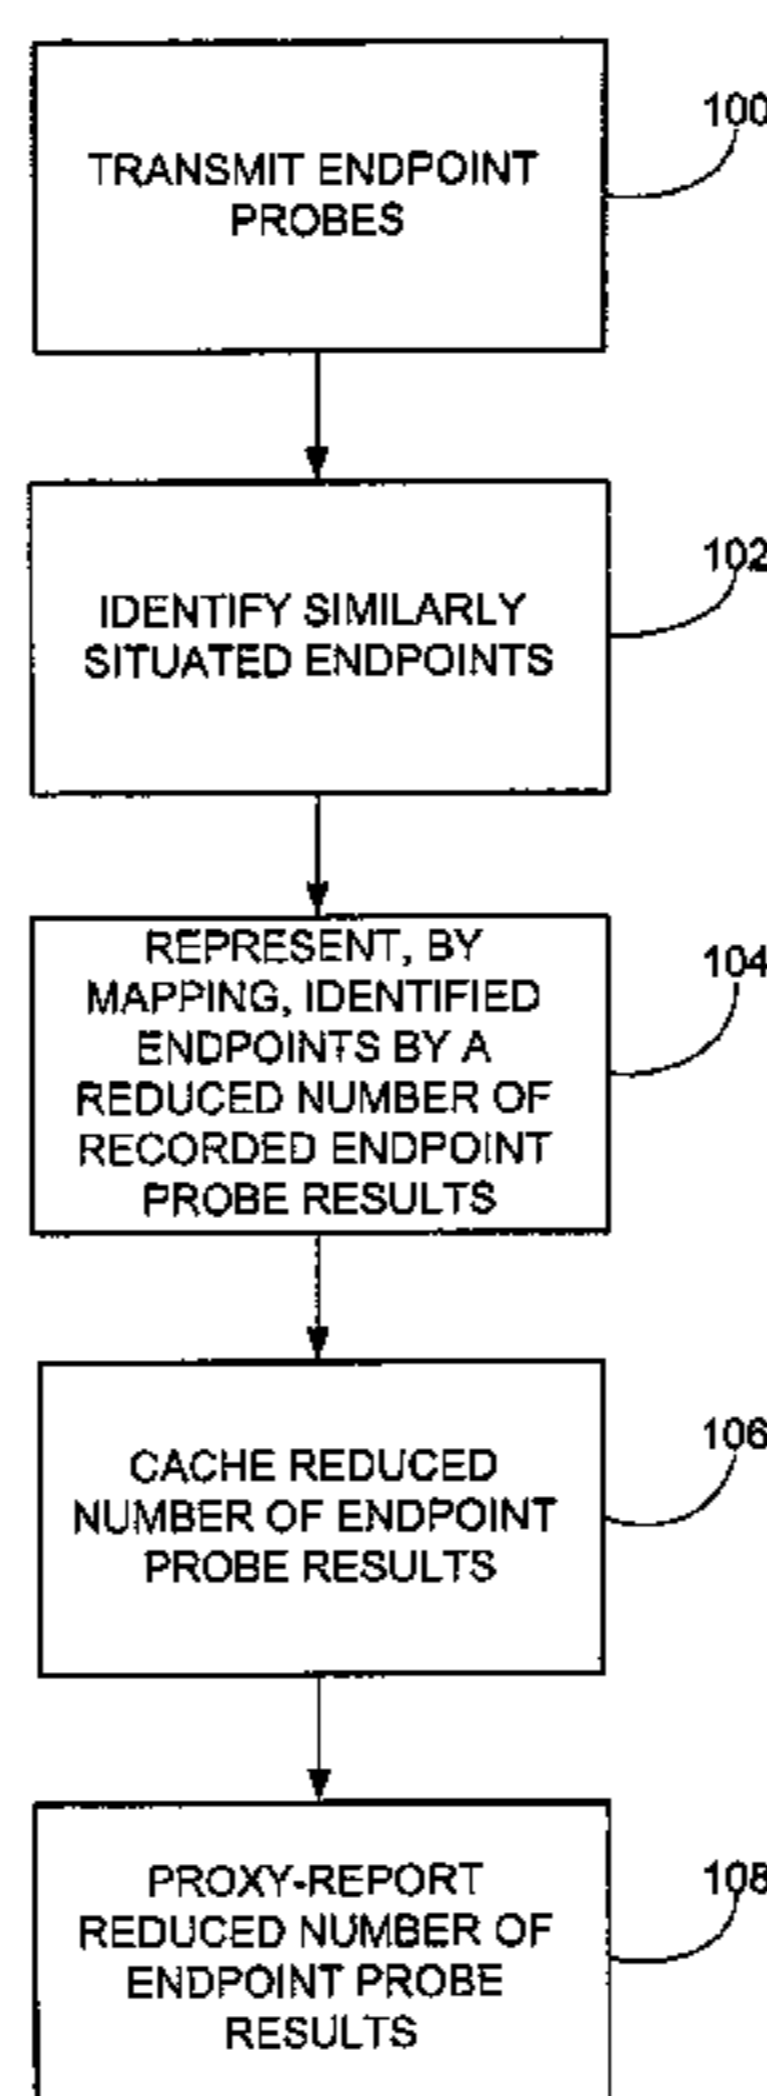 100
TRANSMIT ENDPOINT
PROBES
102
IDENTIFY SIMILARLY
SITUATED ENDPOINTS
104
REPRESENT, BY
MAPPING, IDENTIFIED
ENDPOINTS BY A
REDUCED NUMBER OF
RECORDED ENDPOINT
PROBE RESULTS
106
CACHE REDUCED
NUMBER OF ENDPOINT
PROBE RESULTS
108
PROXY-REPORT
REDUCED NUMBER OF
ENDPOINT PROBE
RESULTS